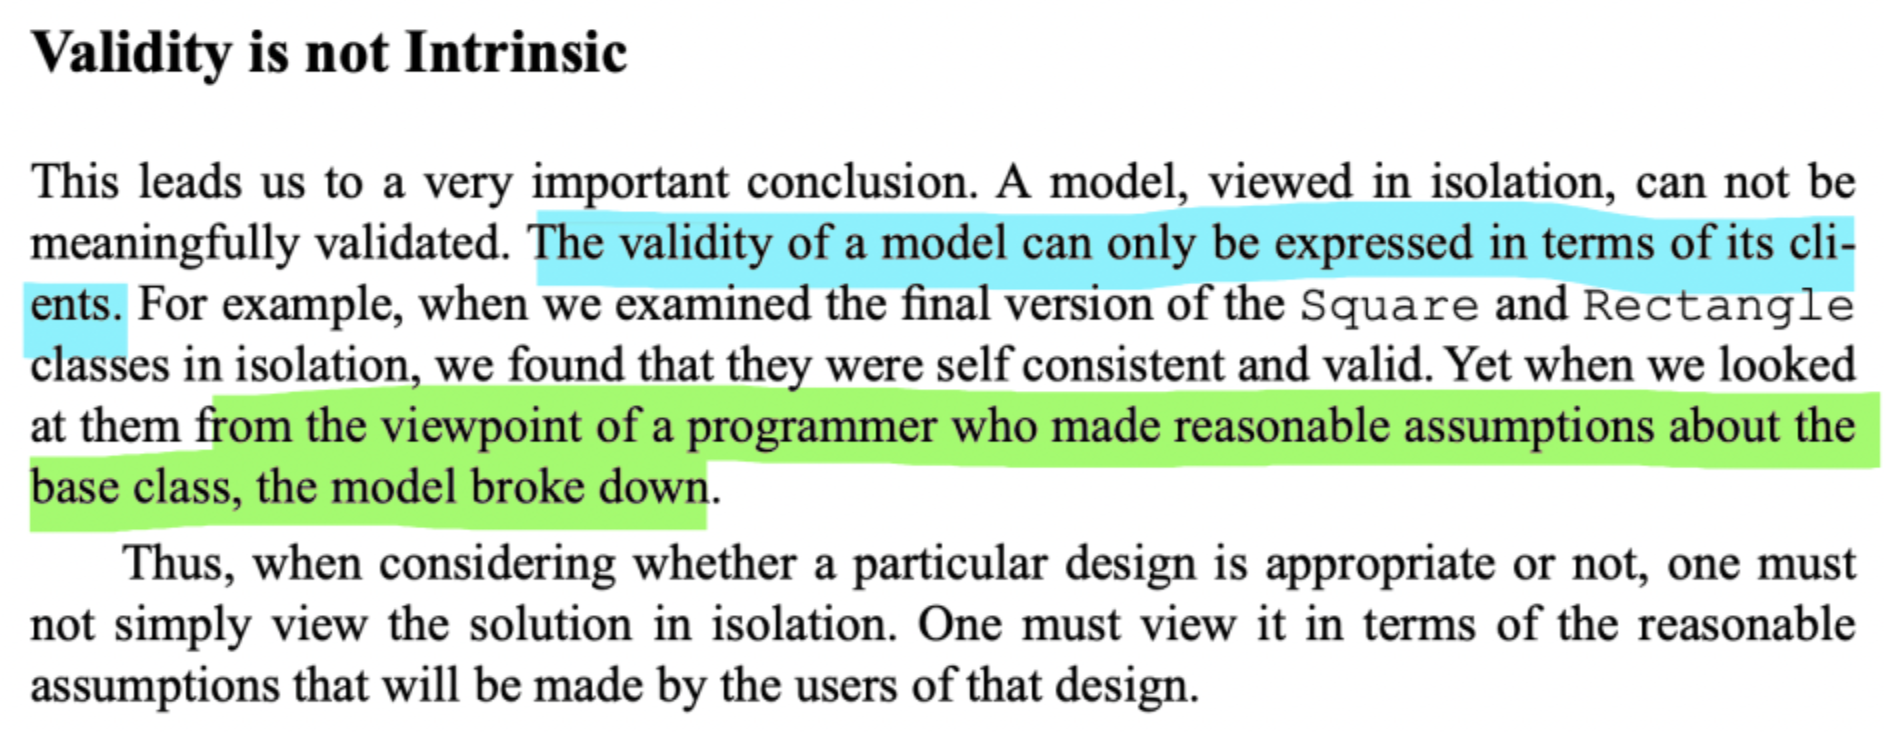 Validity is not Intrinsic
This leads us to a very important conclusion. A model, viewed in isolation, can not be
meaningfully validated. The validity of a model can only be expressed in terms of its cli-
ents. For example, when we examined the final version of the Square and Rectangle
classes in isolation, we found that they were self consistent and valid. Yet when we looked
at them from the viewpoint of a programmer who made reasonable assumptions about the
base class, the model broke down.
Thus, when considering whether a particular design is appropriate or not, one must
not simply view the solution in isolation. One must view it in terms of the reasonable
assumptions that will be made by the users of that design.